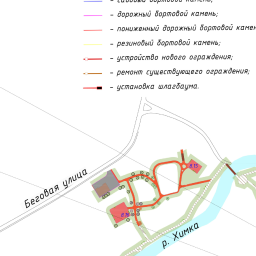 - садовый бортовой камень;
- дорожный бортовой камень;
- пониженный дорожный бортовой камень
- резиновый бортовой камень;
- устройство нового ограждения;
- ремонт существующего ограждения;
- установка шлагбаума.
Беговая улица
р. Химка